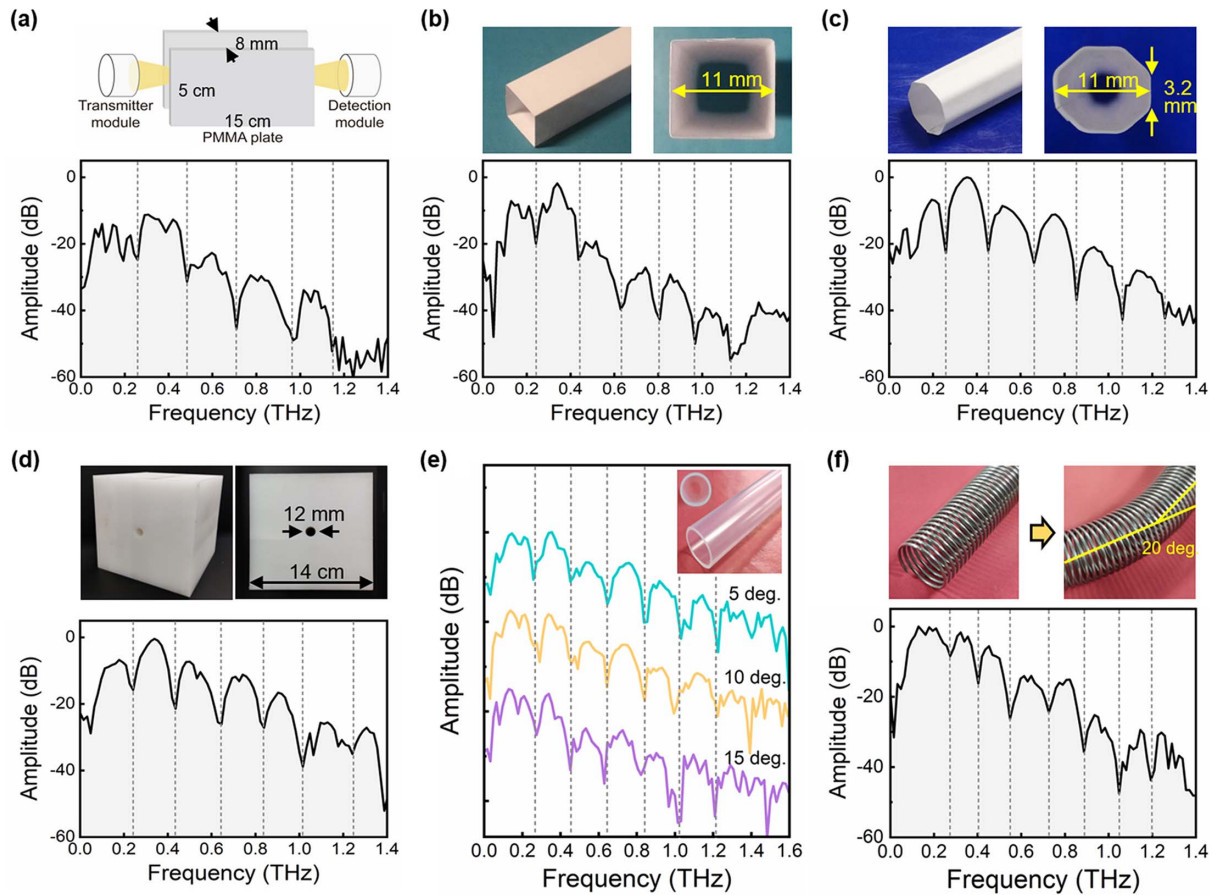 (a)
8 mm
5 cm
Transmitter
module
Detection
module
15 cm
PMMA plate
0
-20
-40
-60
Amplitude (dB)
0.0 0.2 0.4 0.6 0.8 1.0 1.2 1.4
Frequency (THz)
(b)
11 mm
0
-20
-40
-60
Amplitude (dB)
0.0 0.2 0.4 0.6 0.8 1.0 1.2 1.4
Frequency (THz)
(c)
11 mm
3.2
mm
0
-20
-40
-60
Amplitude (dB)
0.0 0.2 0.4 0.6 0.8 1.0 1.2 1.4
Frequency (THz)
(d)
12 mm
14 cm
0
-20
-40
-60
Amplitude (dB)
0.0 0.2 0.4 0.6 0.8 1.0 1.2 1.4
Frequency (THz)
(e)
5 deg.
10 deg.
15 deg.
Amplitude (dB)
0.0 0.2 0.4 0.6 0.8 1.0 1.2 1.4 1.6
Frequency (THz)
(f)
20 deg
0
-20
-40
-60
Amplitude (dB)
0.0 0.2 0.4 0.6 0.8 1.0 1.2 1.4
Frequency (THz)